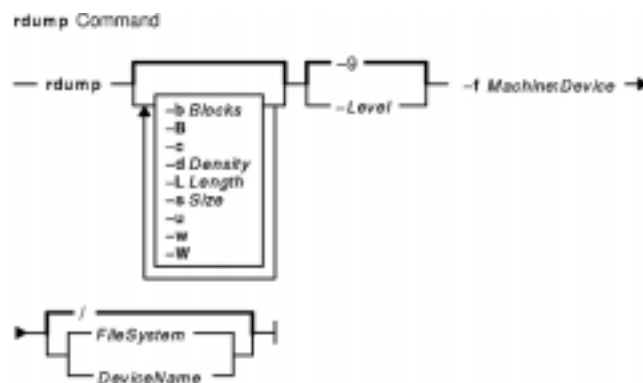 rdump Command
rdump
-9
-Level
-f Machine:Device
-b Blocks
-B
-c
-d Density
-L Length
-s Size
-u
-w
-W
/
FileSystem
DeviceName